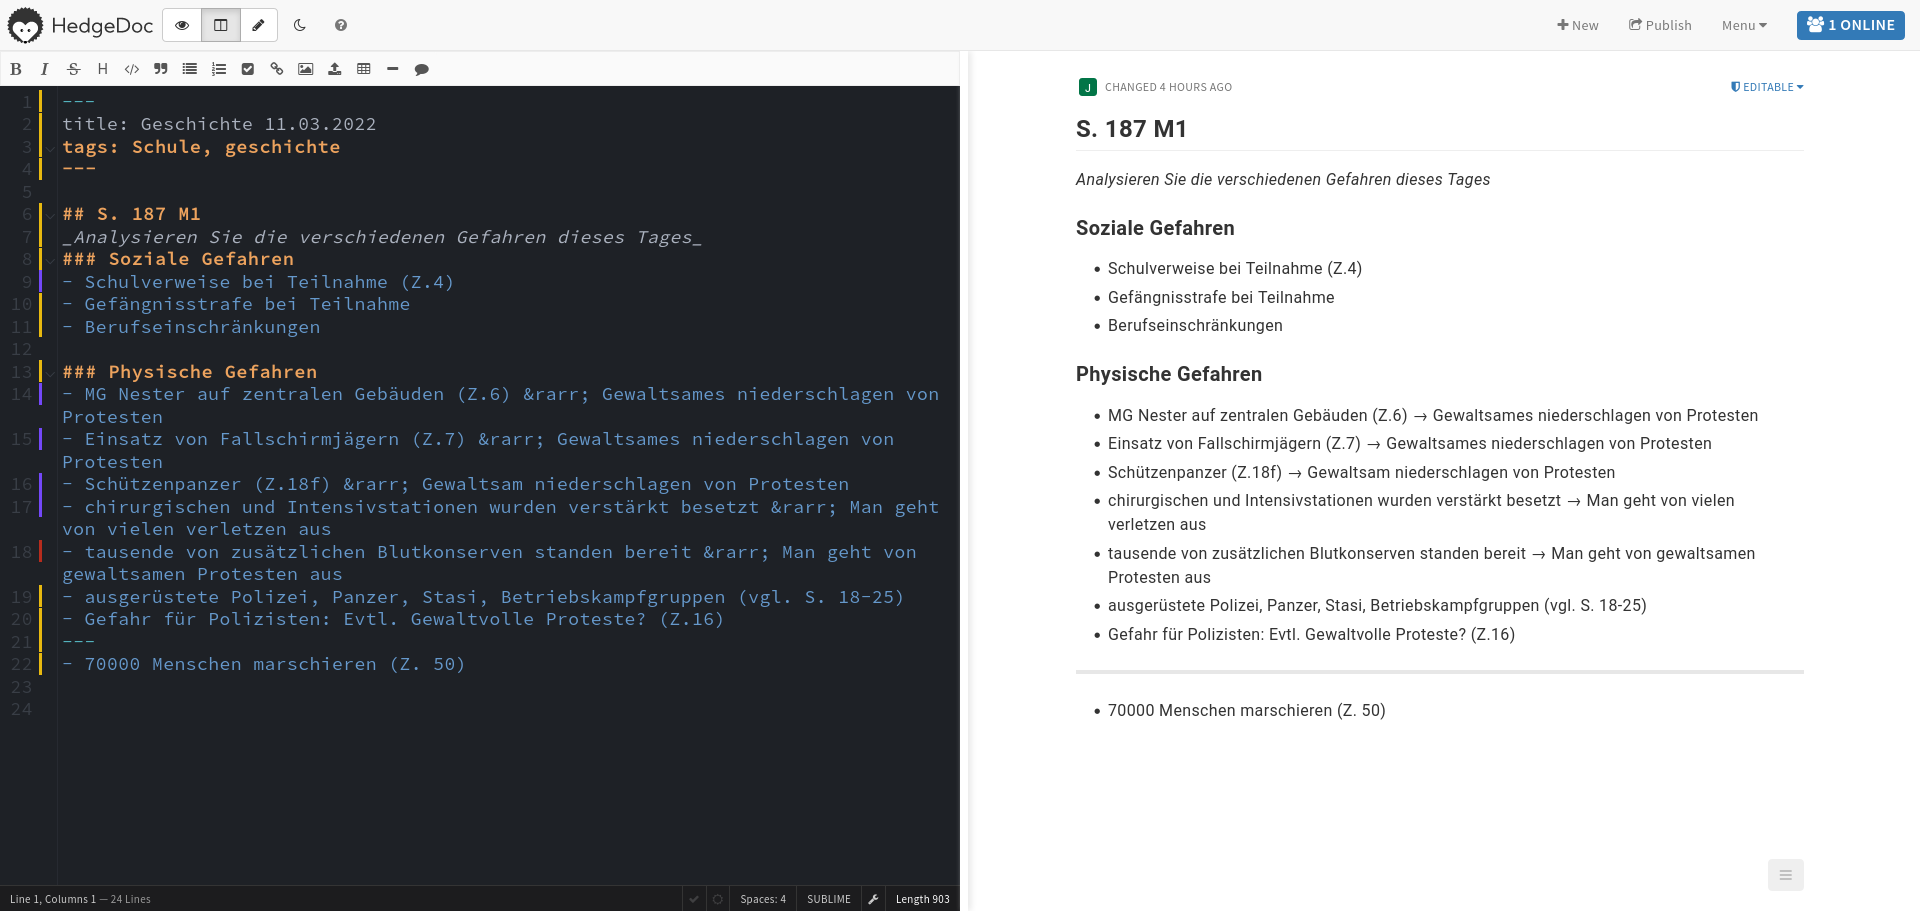 HedgeDoc
+ New
Publish
Menu
1 ONLINE
B I S H </>
1 ---
2 title: Geschichte 11.03.2022
3 tags: Schule, geschichte
4 ---
5
6 ## S. 187 M1
7 _Analysieren Sie die verschiedenen Gefahren dieses Tages_
8 ### Soziale Gefahren
9 - Schulverweise bei Teilnahme (Z.4)
10 - Gefängnisstrafe bei Teilnahme
11 - Berufseinschränkungen
12
13 ### Physische Gefahren
14 - MG Nester auf zentralen Gebäuden (Z.6) &rarr; Gewaltsames niederschlagen von
Protesten
15 - Einsatz von Fallschirmjägern (Z.7) &rarr; Gewaltsames niederschlagen von
Protesten
16 - Schützenpanzer (Z.18f) &rarr; Gewaltsam niederschlagen von Protesten
17 - chirurgischen und Intensivstationen wurden verstärkt besetzt &rarr; Man geht
von vielen verletzen aus
18 - tausende von zusätzlichen Blutkonserven standen bereit &rarr; Man geht von
gewaltsamen Protesten aus
19 - ausgerüstete Polizei, Panzer, Stasi, Betriebskampfgruppen (vgl. S. 18-25)
20 - Gefahr für Polizisten: Evtl. Gewaltvolle Proteste? (Z.16)
21 ---
22 - 70000 Menschen marschieren (Z. 50)
23
24
Line 1, Columns 1 — 24 Lines
Spaces: 4
SUBLIME
Length 903
J CHANGED 4 HOURS AGO
EDITABLE
S. 187 M1
Analysieren Sie die verschiedenen Gefahren dieses Tages
Soziale Gefahren
• Schulverweise bei Teilnahme (Z.4)
• Gefängnisstrafe bei Teilnahme
• Berufseinschränkungen
Physische Gefahren
• MG Nester auf zentralen Gebäuden (Z.6) → Gewaltsames niederschlagen von Protesten
• Einsatz von Fallschirmjägern (Z.7) → Gewaltsames niederschlagen von Protesten
• Schützenpanzer (Z.18f) → Gewaltsam niederschlagen von Protesten
• chirurgischen und Intensivstationen wurden verstärkt besetzt → Man geht von vielen
verletzen aus
• tausende von zusätzlichen Blutkonserven standen bereit → Man geht von gewaltsamen
Protesten aus
• ausgerüstete Polizei, Panzer, Stasi, Betriebskampfgruppen (vgl. S. 18-25)
• Gefahr für Polizisten: Evtl. Gewaltvolle Proteste? (Z.16)
• 70000 Menschen marschieren (Z. 50)